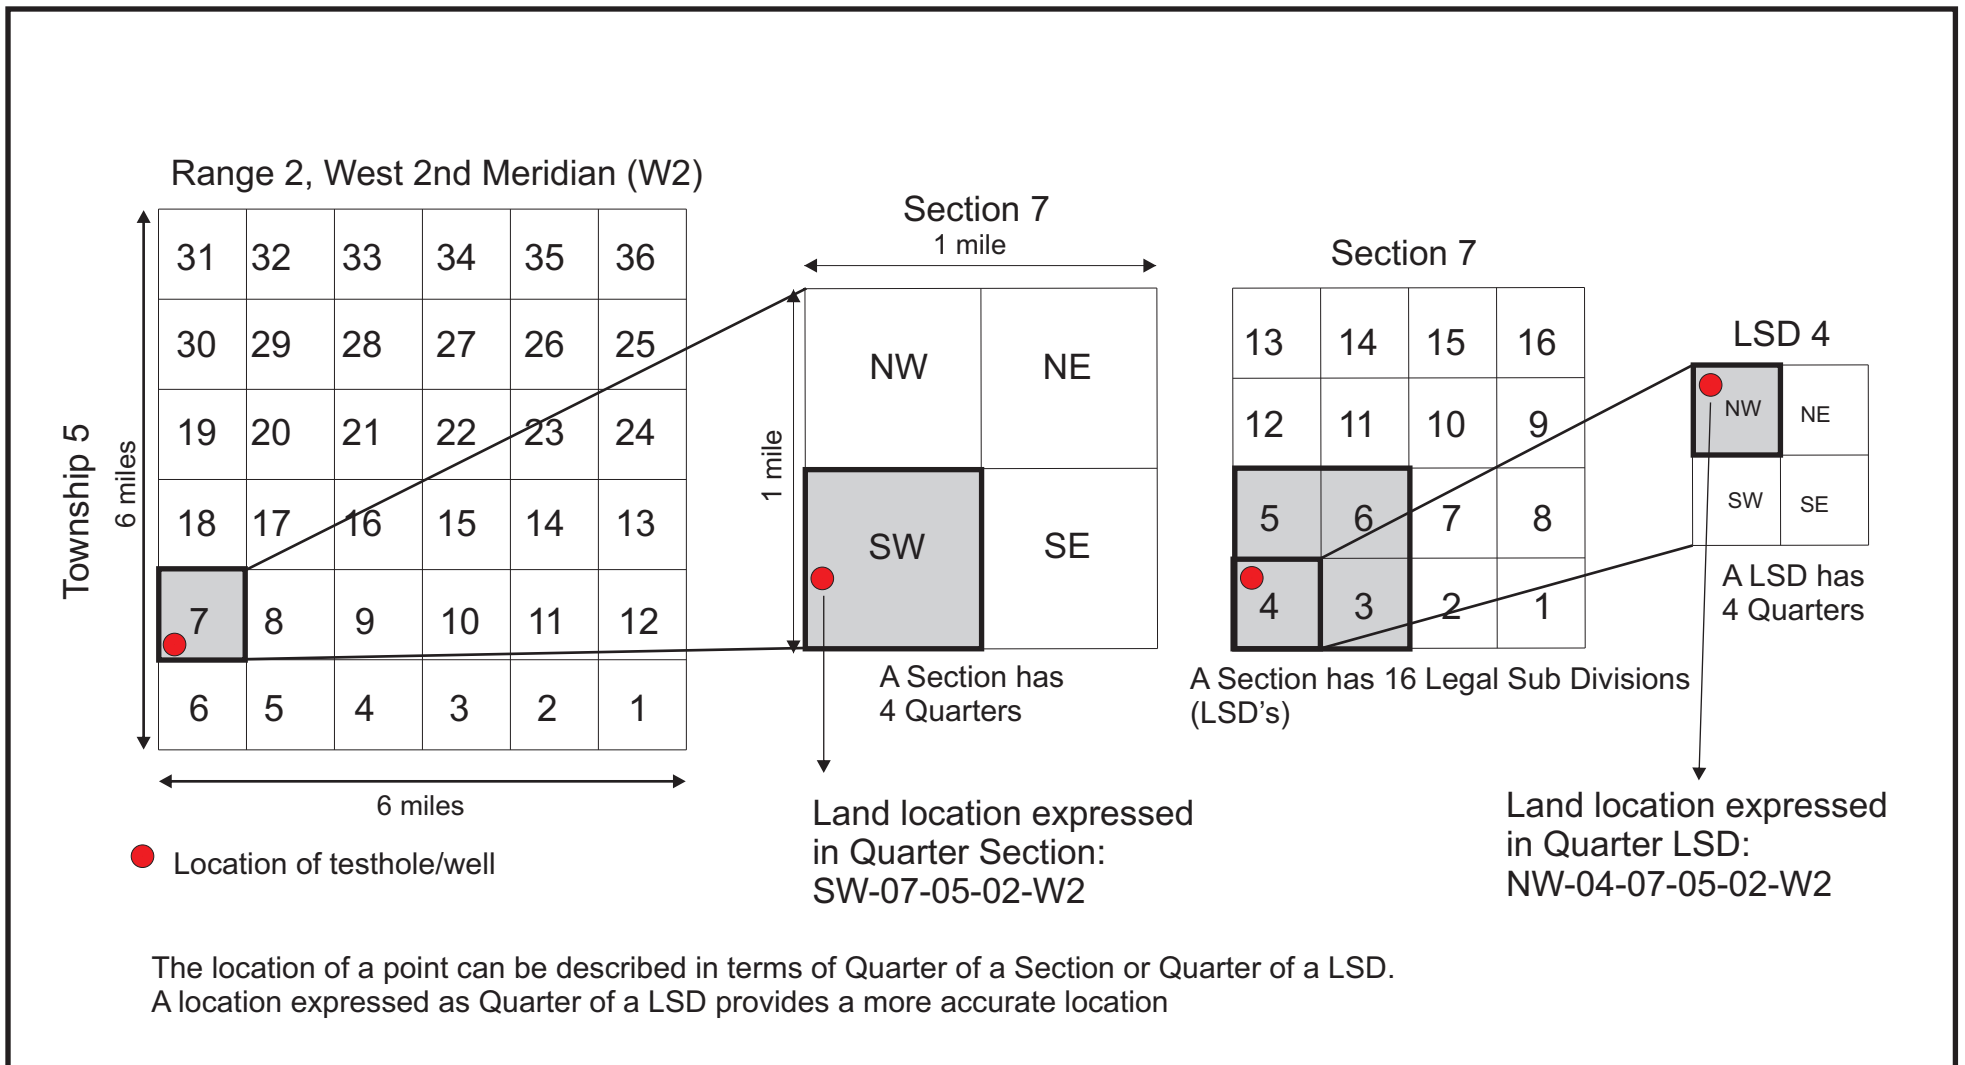 Range 2, West 2nd Meridian (W2)
Township 5
6 miles
31 32 33 34 35 36
30 29 28 27 26 25
19 20 21 22 23 24
18 17 16 15 14 13
7 8 9 10 11 12
6 5 4 3 2 1
6 miles
Location of testhole/well
Section 7
1 mile
1 mile
NW NE
SW SE
A Section has
4 Quarters
Land location expressed
in Quarter Section:
SW-07-05-02-W2
Section 7
13 14 15 16
12 11 10 9
5 6 7 8
4 3 2 1
A Section has 16 Legal Sub Divisions
(LSD's)
LSD 4
NW NE
SW SE
A LSD has
4 Quarters
Land location expressed
in Quarter LSD:
NW-04-07-05-02-W2
The location of a point can be described in terms of Quarter of a Section or Quarter of a LSD.
A location expressed as Quarter of a LSD provides a more accurate location